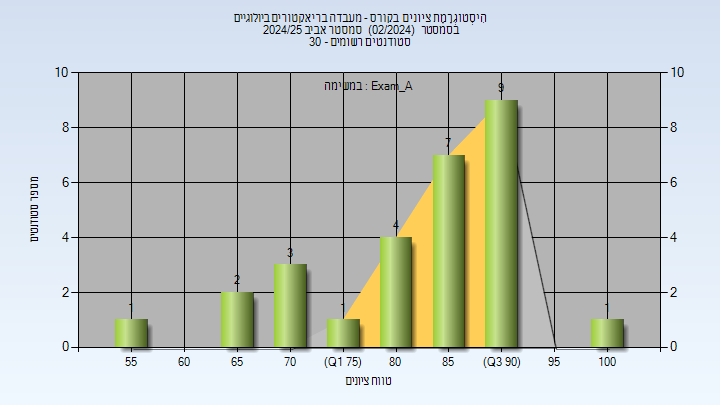 היסטוגרמת ציונים בקורס - מעבדה בריאקטורים ביולוגיים
בסמסטר (02/2024) סמסטר אביב 2024/25
סטודנטים רשומים - 30
במשימה : Exam_A
מספר סטודנטים
10 8 6 4 2 0
10 8 6 4 2 0
1 2 3 1 4 7 9 1
55 60 65 70 (Q1 75) 80 85 (Q3 90) 95 100
טווח ציונים